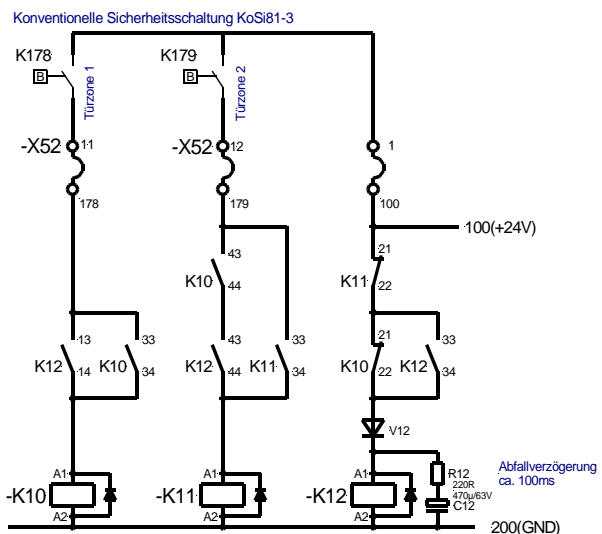 Konventionelle Sicherheitsschaltung KoSi81-3
K178
K179
B
B
Türzone 1
Türzone 2
-X52
11
-X52
12
1
178
179
100
100(+24V)
43
21
K10
K11
44
22
13
33
43
33
21
33
K12
K10
K12
K11
K10
K12
14
34
44
34
22
34
V12
A1
A1
A1
R12
220R
470µ/63V
C12
Abfallverzögerung
ca. 100ms
-K10
-K11
-K12
A2
A2
A2
200(GND)